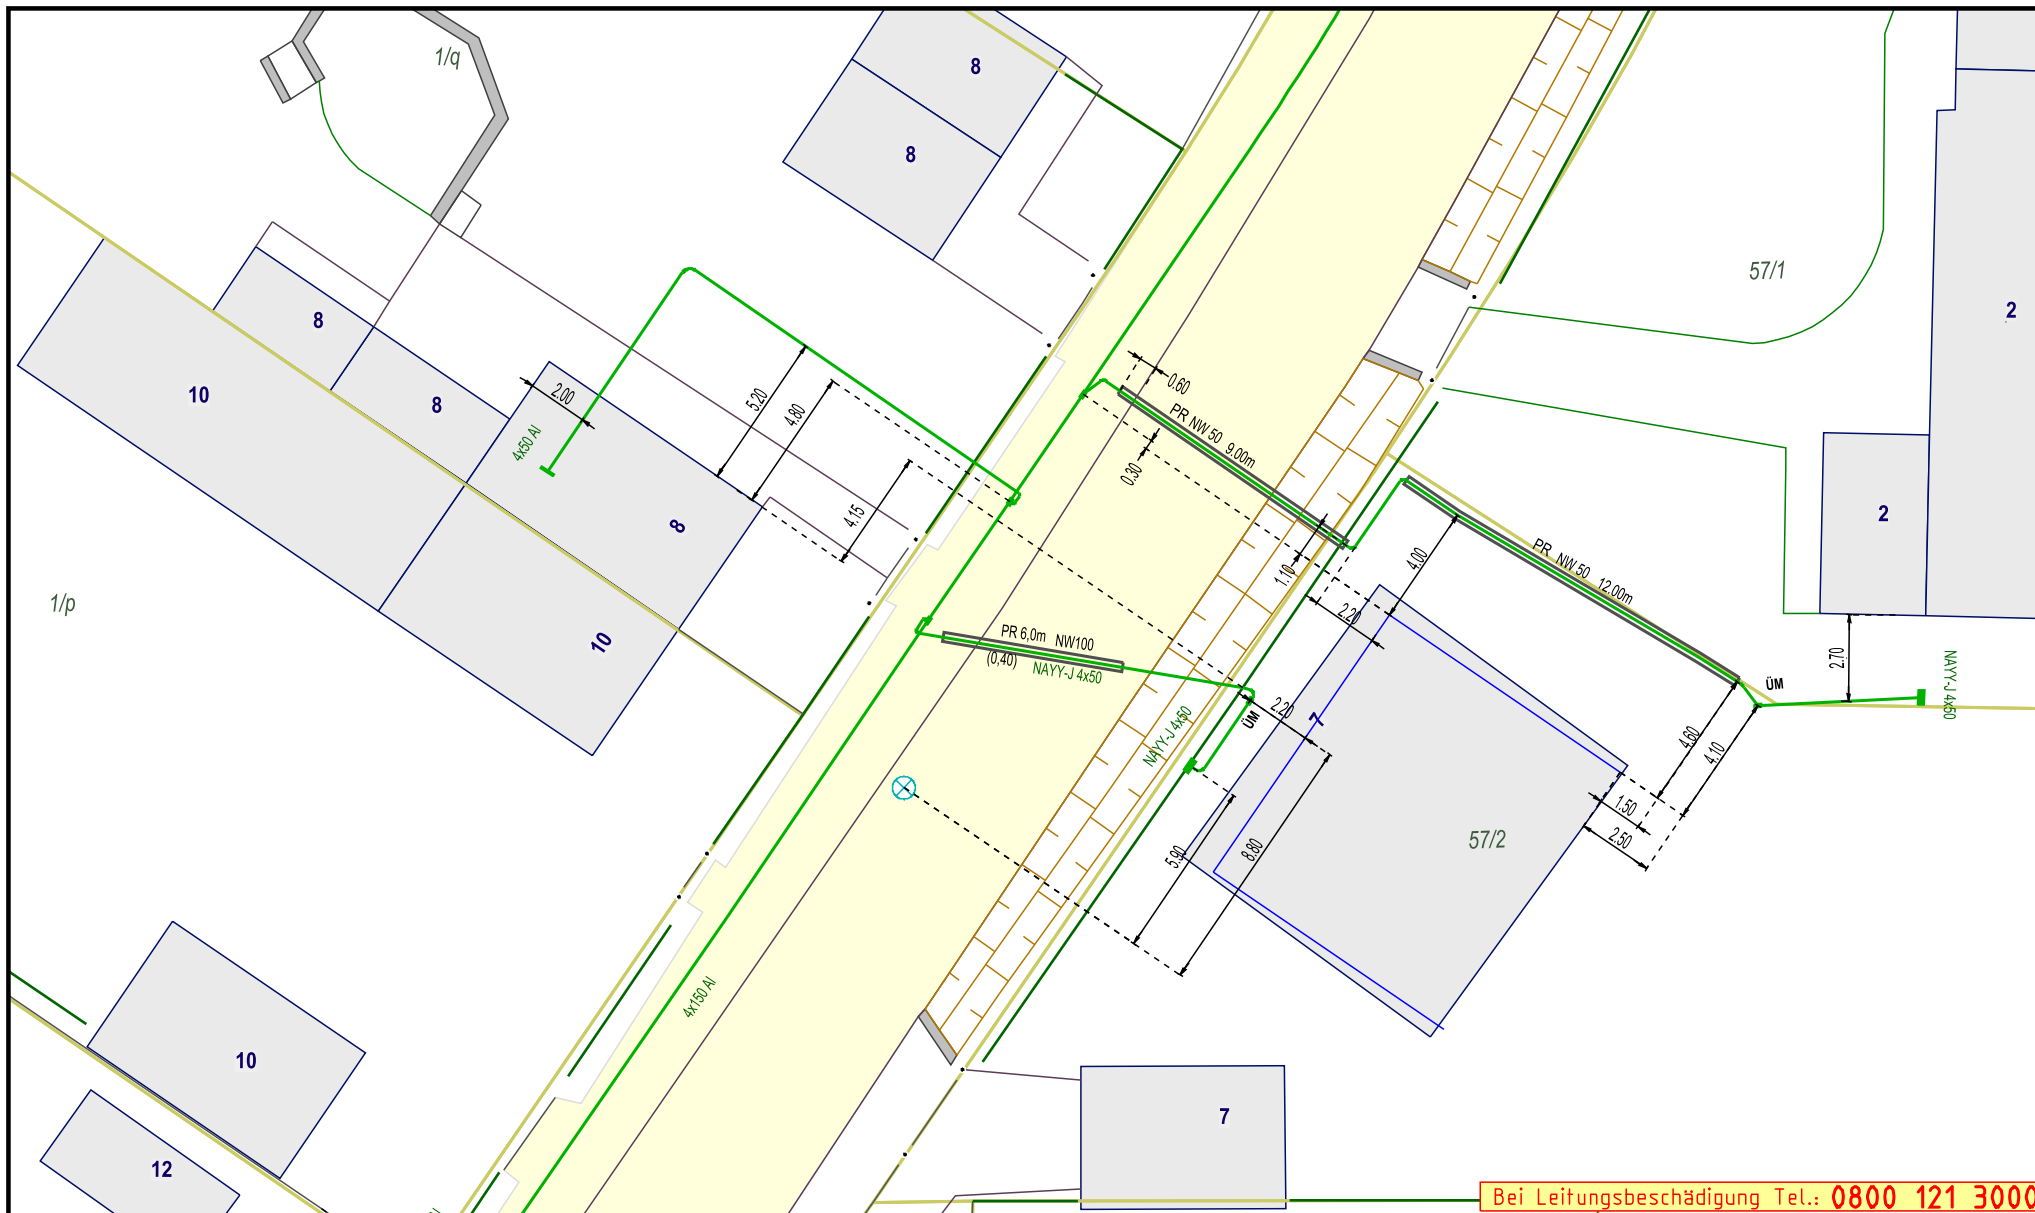 1/q
8
8
57/1
2
8
10
8
2.00
4x50 Al
5.20
4.80
4.15
0.60
PR NW 50 9.00m
0.30
1.10
2.20
4.00
PR NW 50 12.00m
2
2.70
NAYY-J 4x50
ÜM
8
10
1/p
PR 6,0m NW100
(0,40)
NAYY-J 4x50
NAYY-J 4x50
ÜM
2.20
7
4.60
4.10
1.50
2.50
57/2
5.90
8.80
4x150 Al
10
12
7
Bei Leitungsbeschädigung Tel.: 0800 121 3000